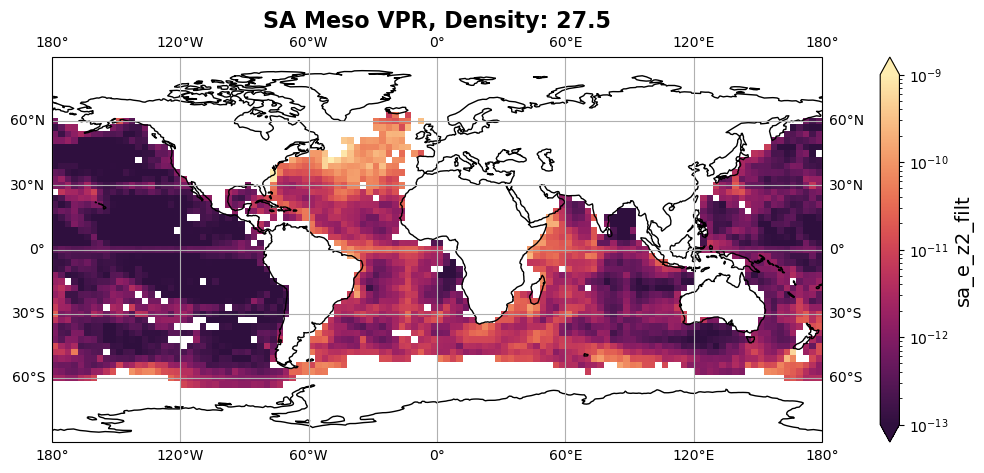 SA Meso VPR, Density: 27.5
180° 120°W 60°W 0° 60°E 120°E 180°
60°N 60°N
30°N 30°N
0° 0°
30°S 30°S
60°S 60°S
180° 120°W 60°W 0° 60°E 120°E 180°
10⁻⁹
10⁻¹⁰
10⁻¹¹
10⁻¹²
10⁻¹³
sa_e_z2_filt